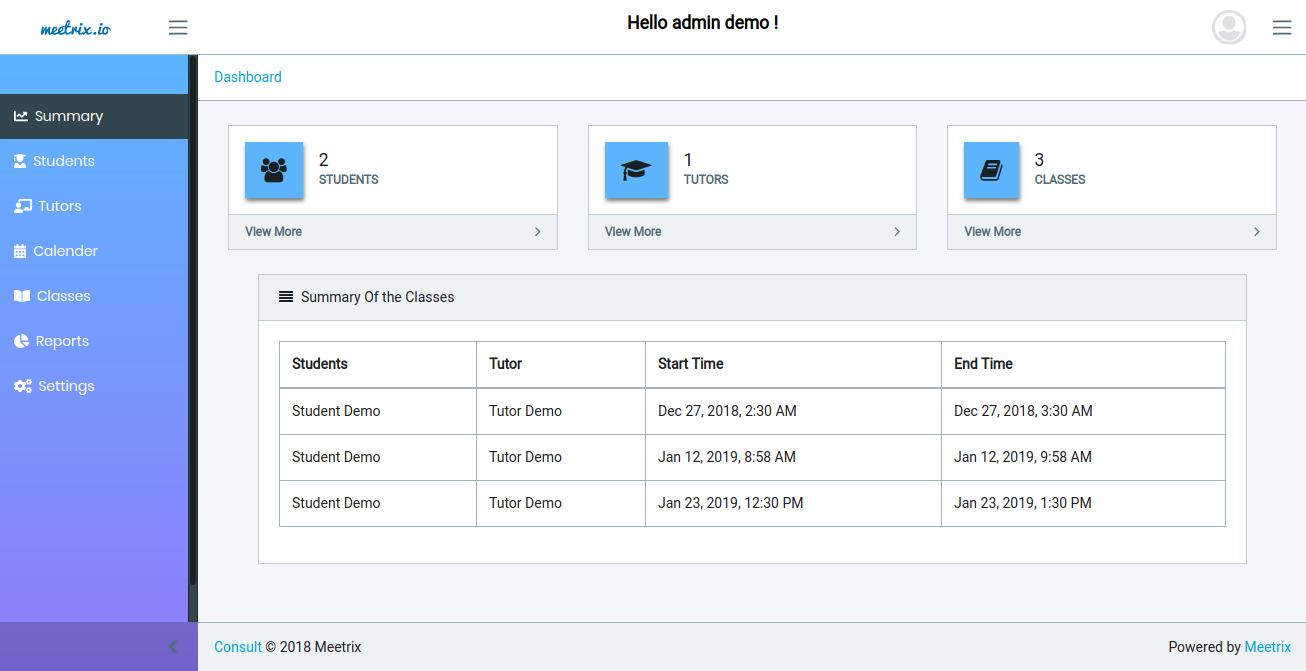 meetrix.io
Hello admin demo !
Dashboard
Summary
Students
Tutors
Calender
Classes
Reports
Settings
2
STUDENTS
View More
1
TUTORS
View More
3
CLASSES
View More
Summary Of the Classes
Students Tutor Start Time End Time
Student Demo Tutor Demo Dec 27, 2018, 2:30 AM Dec 27, 2018, 3:30 AM
Student Demo Tutor Demo Jan 12, 2019, 8:58 AM Jan 12, 2019, 9:58 AM
Student Demo Tutor Demo Jan 23, 2019, 12:30 PM Jan 23, 2019, 1:30 PM
Consult © 2018 Meetrix
Powered by Meetrix